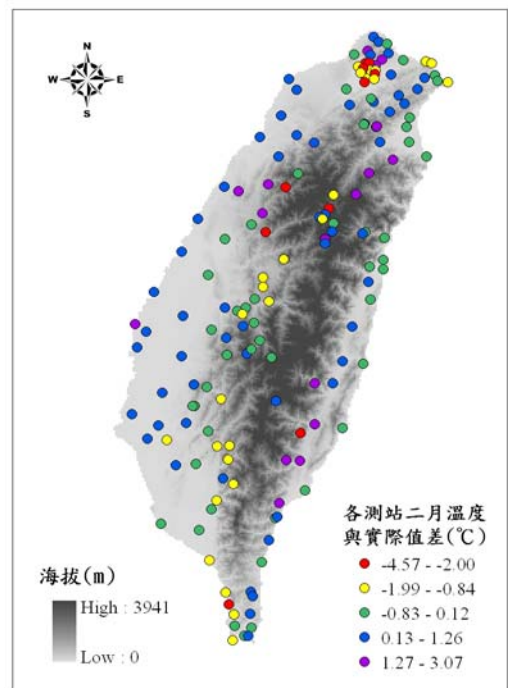 N
W E
S
各測站二月溫度
與實際值差(℃)
-4.57 - -2.00
-1.99 - -0.84
-0.83 - 0.12
0.13 - 1.26
1.27 - 3.07
海拔(m)
High : 3941
Low : 0